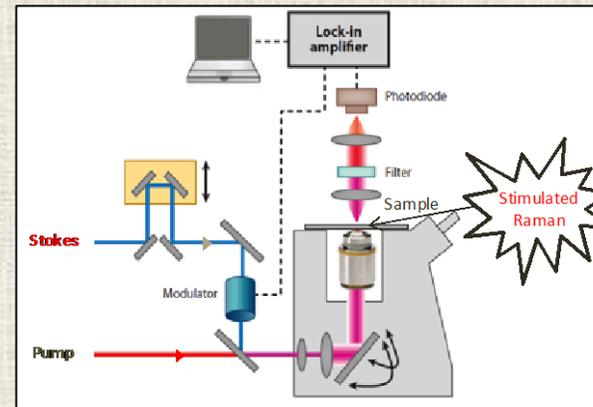 Lock-in
amplifier
Photodiode
Filter
Sample
Stimulated
Raman
Stokes
Modulator
Pump